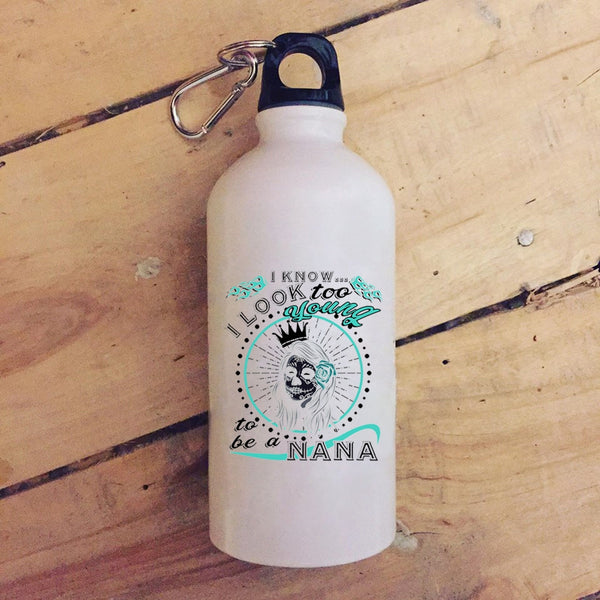 I KNOW...
I LOOK too
Young
to
be a NANA